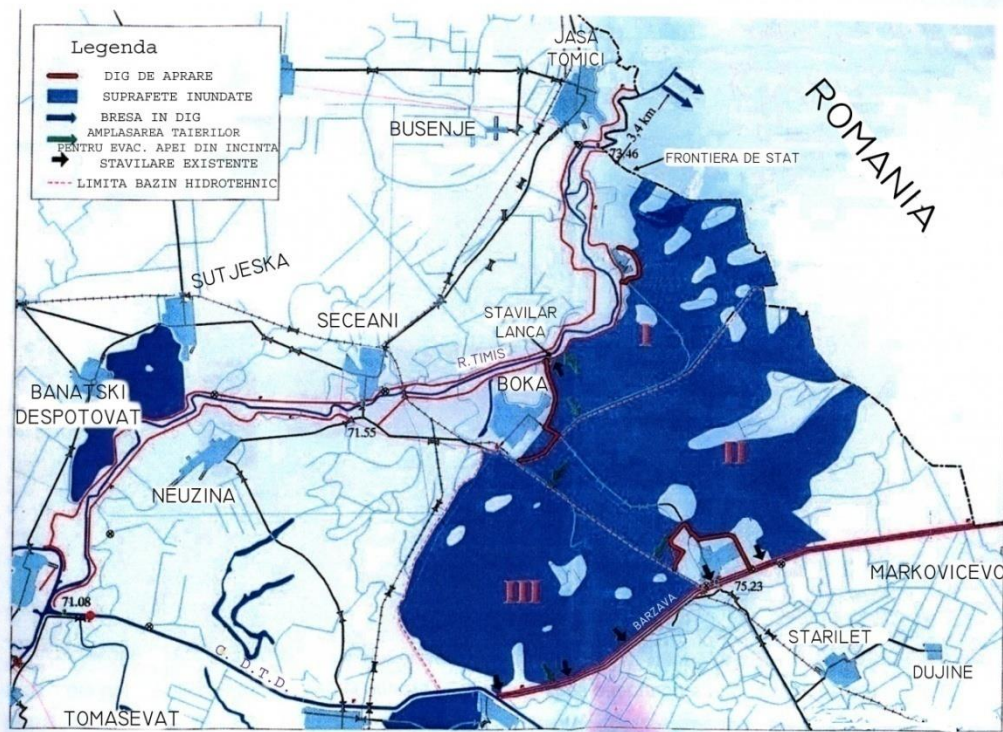 Legenda
DIG DE APRARE
SUPRAFETE INUNDATE
BRESA IN DIG
AMPLASAREA TAIERILOR
PENTRU EVAC. APEI DIN INCINTA
STAVILARE EXISTENTE
LIMITA BAZIN HIDROTEHNIC
JASA
TOMICI
ROMANIA
BUSENJE
3,4 km
73.46
FRONTIERA DE STAT
SUTJESKA
SECEANI
STAVILAR
LANCA
I
R.TIMIS
BANATSKI
DESPOTOVAT
BOKA
71.55
II
NEUZINA
III
MARKOVICEVO
75.23
71.08
BARZAVA
STARILET
C. D.T.D.
DUJINE
TOMASEVAT